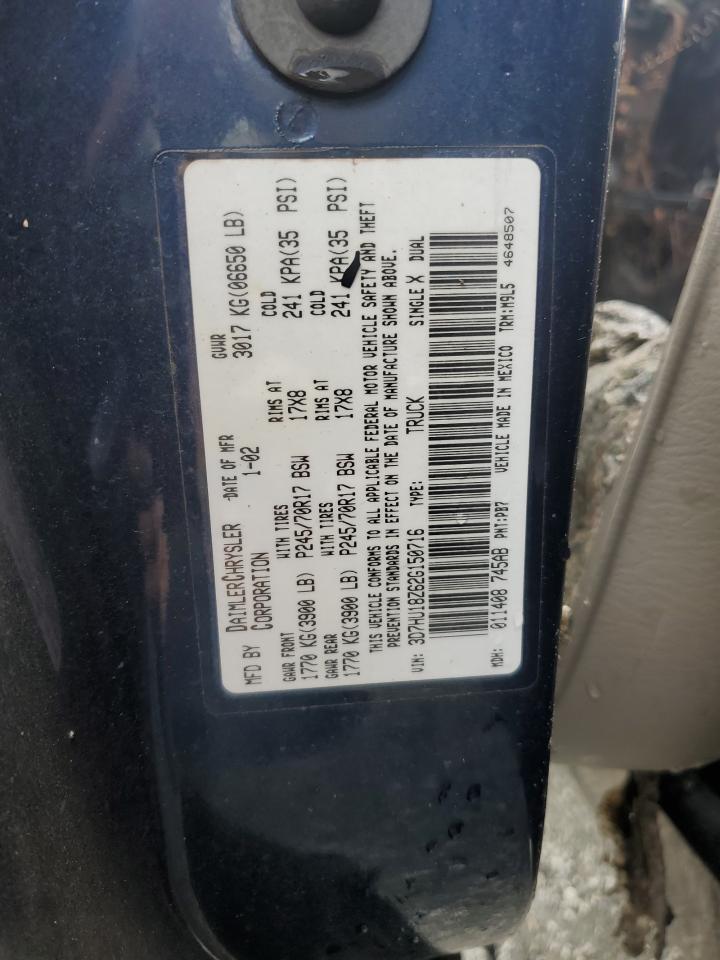 MFD BY DAIMLERCHRYSLER CORPORATION
DATE OF MFR 1-02
GVWR 3017 KG(06650 LB)
GAWR FRONT WITH TIRES RIMS AT COLD
1770 KG(3900 LB) P245/70R17 BSW 17X8 241 KPA(35 PSI)
GAWR REAR WITH TIRES RIMS AT COLD
1770 KG(3900 LB) P245/70R17 BSW 17X8 241 KPA(35 PSI)
THIS VEHICLE CONFORMS TO ALL APPLICABLE FEDERAL MOTOR VEHICLE SAFETY AND THEFT
PREVENTION STANDARDS IN EFFECT ON THE DATE OF MANUFACTURE SHOWN ABOVE.
VIN: 3D7HU18Z62G150716 TYPE: TRUCK SINGLE X DUAL
MDH: 011408 745AB PNT:PB7 VEHICLE MADE IN MEXICO TRM:M9L5
4648507